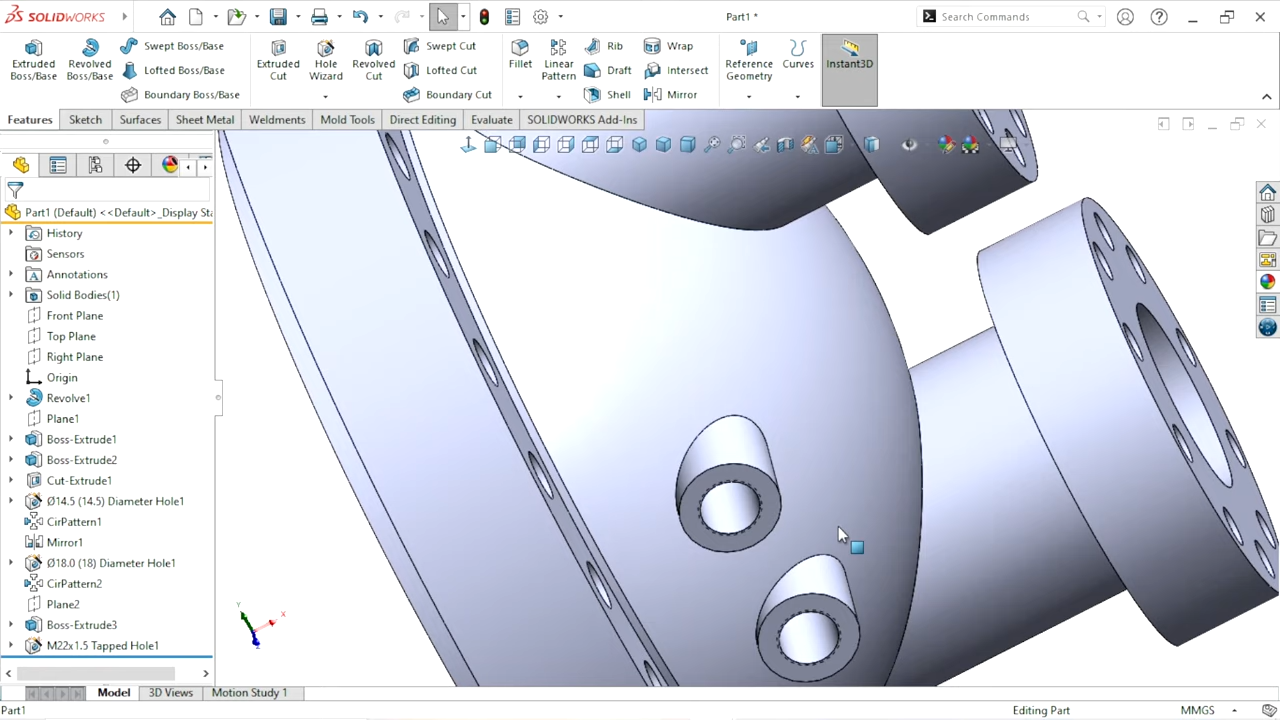 SOLIDWORKS
Part1 *
Search Commands
Extruded Boss/Base
Revolved Boss/Base
Swept Boss/Base
Lofted Boss/Base
Boundary Boss/Base
Extruded Cut
Hole Wizard
Revolved Cut
Swept Cut
Lofted Cut
Boundary Cut
Fillet
Linear Pattern
Rib
Draft
Shell
Wrap
Intersect
Mirror
Reference Geometry
Curves
Instant3D
Features
Sketch
Surfaces
Sheet Metal
Weldments
Mold Tools
Direct Editing
Evaluate
SOLIDWORKS Add-Ins
Part1 (Default) <<Default>_Display Sta
History
Sensors
Annotations
Solid Bodies(1)
Front Plane
Top Plane
Right Plane
Origin
Revolve1
Plane1
Boss-Extrude1
Boss-Extrude2
Cut-Extrude1
Ø14.5 (14.5) Diameter Hole1
CirPattern1
Mirror1
Ø18.0 (18) Diameter Hole1
CirPattern2
Plane2
Boss-Extrude3
M22x1.5 Tapped Hole1
Y
X
Z
Model
3D Views
Motion Study 1
Part1
Editing Part
MMGS